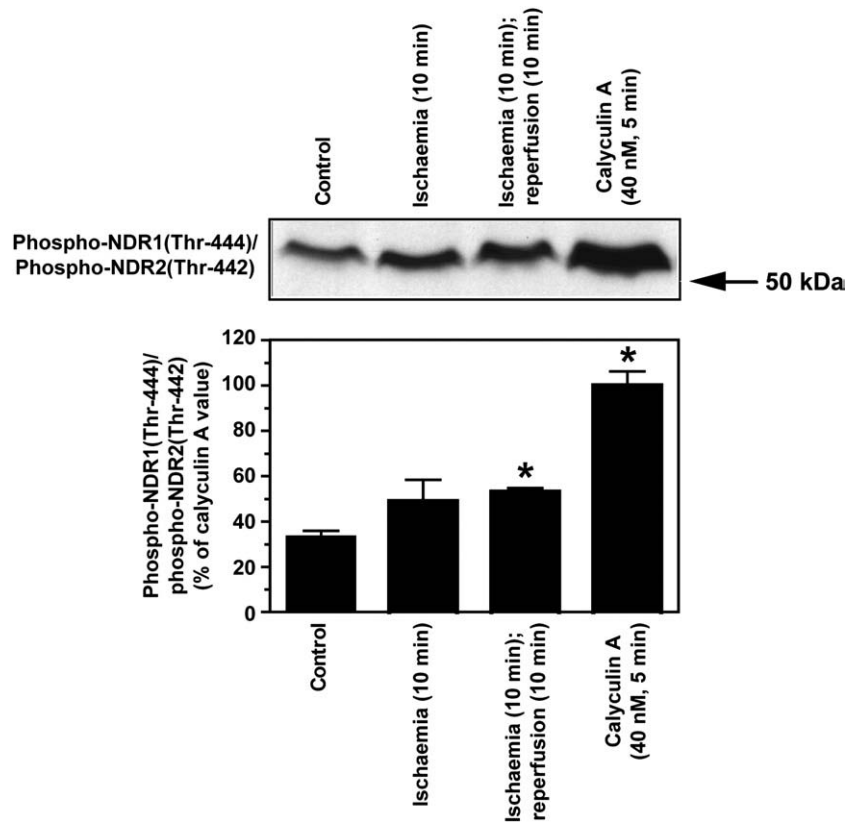 Control
Ischaemia (10 min)
Ischaemia (10 min);
reperfusion (10 min)
Calyculin A
(40 nM, 5 min)
Phospho-NDR1(Thr-444)/
Phospho-NDR2(Thr-442)
50 kDa
Phospho-NDR1(Thr-444)/
phospho-NDR2(Thr-442)
(% of calyculin A value)
120
100
80
60
40
20
0
*
*
Control
Ischaemia (10 min)
Ischaemia (10 min);
reperfusion (10 min)
Calyculin A
(40 nM, 5 min)